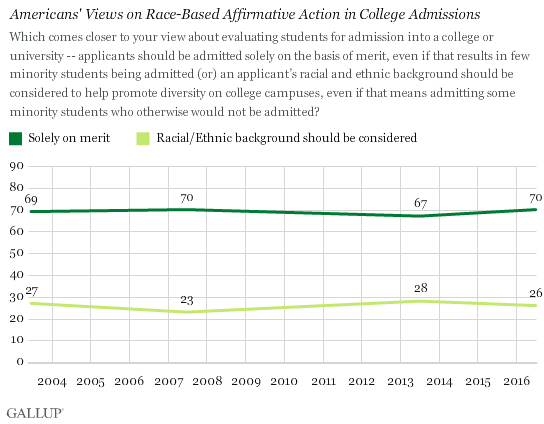 Americans' Views on Race-Based Affirmative Action in College Admissions
Which comes closer to your view about evaluating students for admission into a college or
university -- applicants should be admitted solely on the basis of merit, even if that results in few
minority students being admitted (or) an applicant's racial and ethnic background should be
considered to help promote diversity on college campuses, even if that means admitting some
minority students who otherwise would not be admitted?
Solely on merit Racial/Ethnic background should be considered
90
80
70
60
50
40
30
20
10
0
69 70 67 70
27 23 28 26
2004 2005 2006 2007 2008 2009 2010 2011 2012 2013 2014 2015 2016
GALLUP®